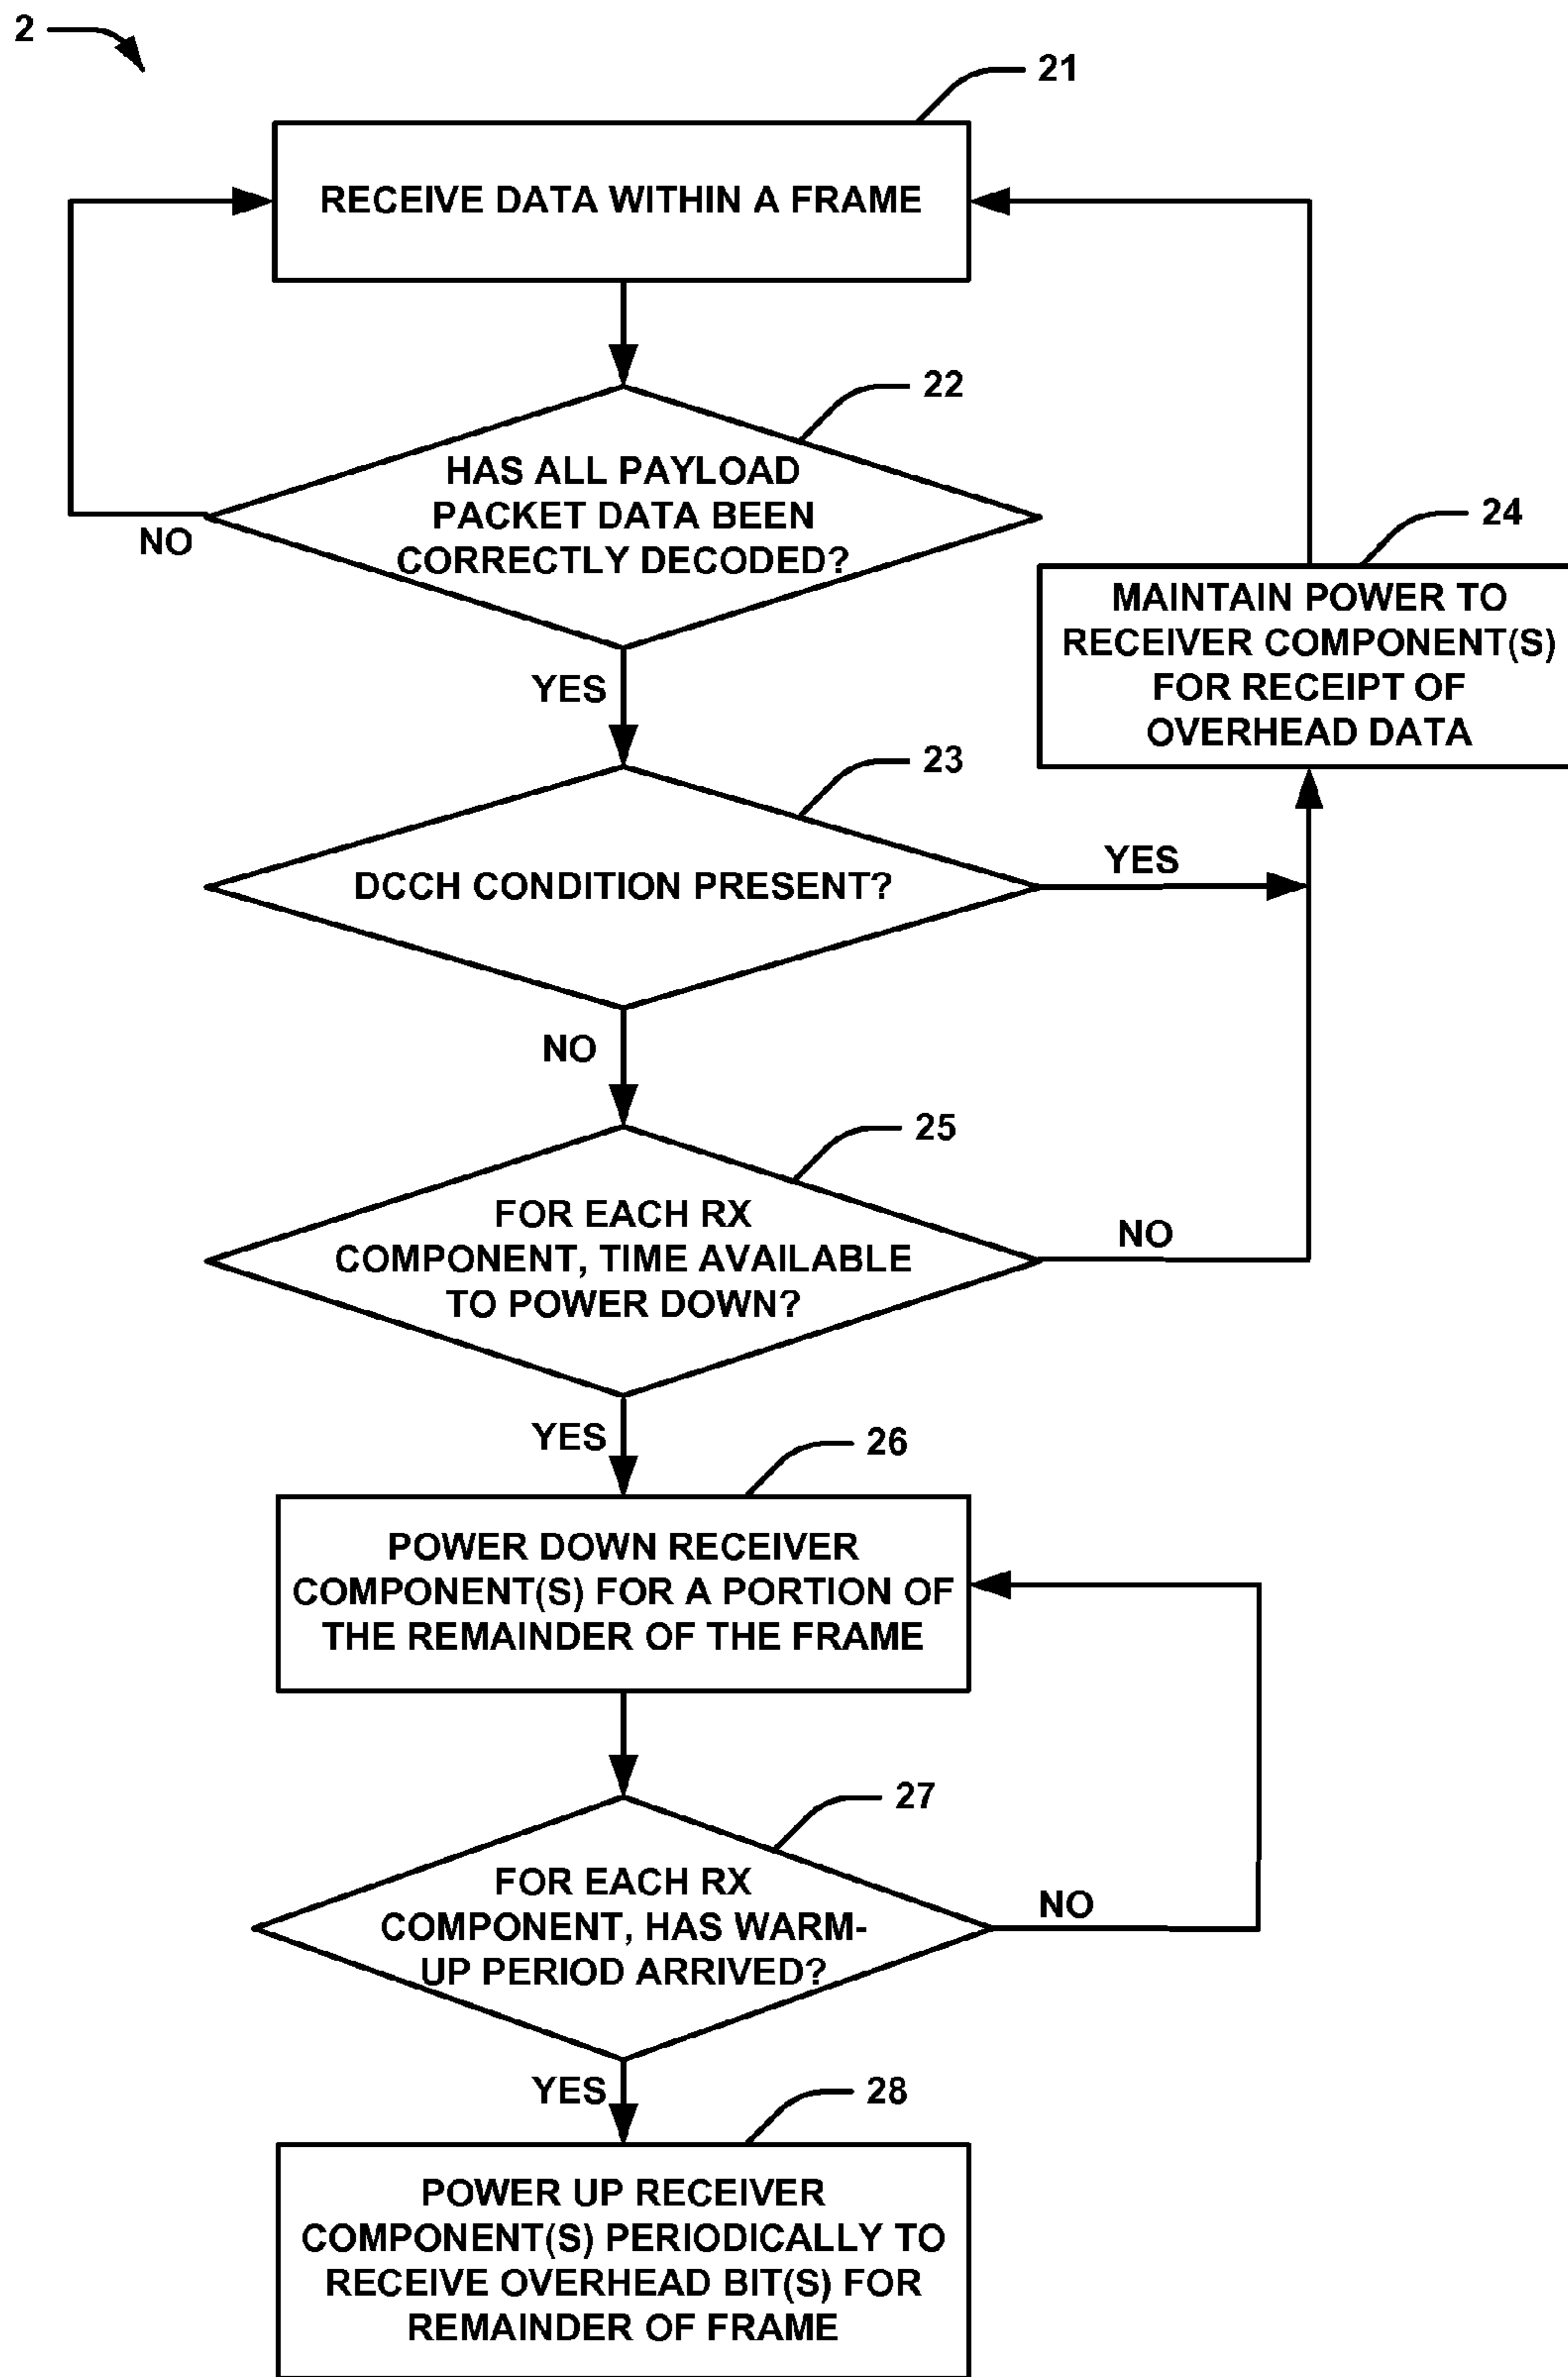 2
21
RECEIVE DATA WITHIN A FRAME
22
HAS ALL PAYLOAD
PACKET DATA BEEN
CORRECTLY DECODED?
NO
24
MAINTAIN POWER TO
RECEIVER COMPONENT(S)
FOR RECEIPT OF
OVERHEAD DATA
YES
23
DCCH CONDITION PRESENT?
YES
NO
25
FOR EACH RX
COMPONENT, TIME AVAILABLE
TO POWER DOWN?
NO
YES
26
POWER DOWN RECEIVER
COMPONENT(S) FOR A PORTION OF
THE REMAINDER OF THE FRAME
27
FOR EACH RX
COMPONENT, HAS WARM-
UP PERIOD ARRIVED?
NO
YES
28
POWER UP RECEIVER
COMPONENT(S) PERIODICALLY TO
RECEIVE OVERHEAD BIT(S) FOR
REMAINDER OF FRAME